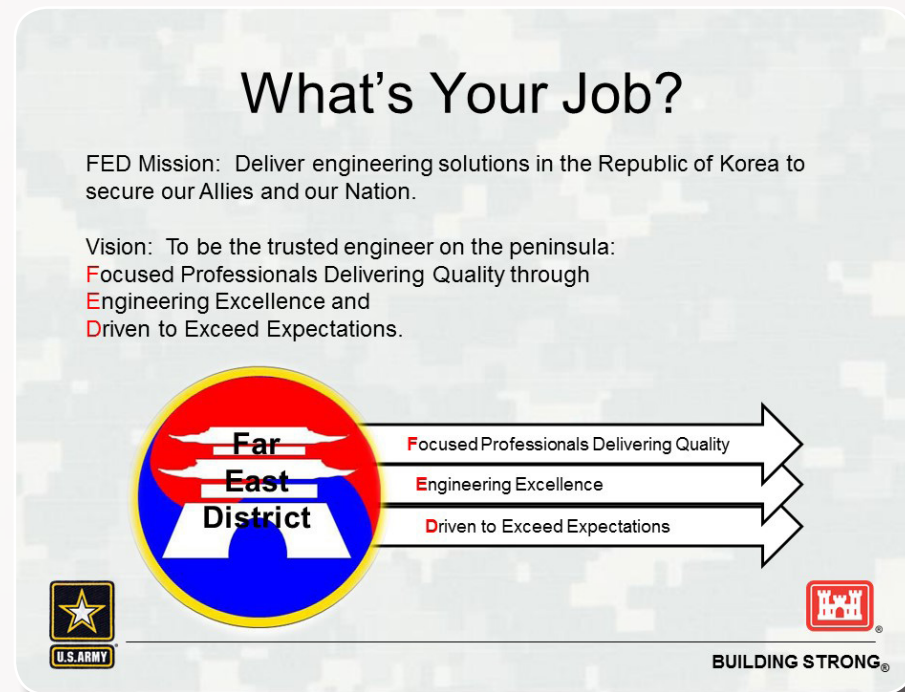 What's Your Job?
FED Mission:  Deliver engineering solutions in the Republic of Korea to
secure our Allies and our Nation.
Vision:  To be the trusted engineer on the peninsula:
Focused Professionals Delivering Quality through
Engineering Excellence and
Driven to Exceed Expectations.
Far
East
District
Focused Professionals Delivering Quality
Engineering Excellence
Driven to Exceed Expectations
U.S.ARMY
®
BUILDING STRONG®